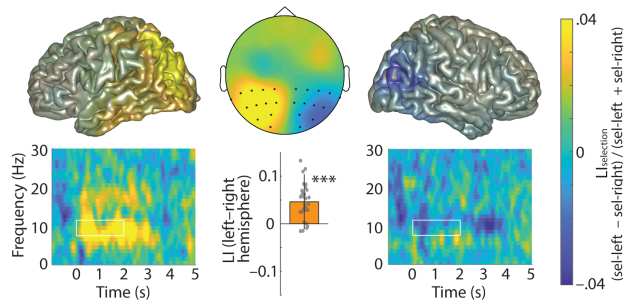 .04
0
-.04
LIselection
(sel-left − sel-right) / (sel-left + sel-right)
30
20
10
0
Frequency (Hz)
0 1 2 3 4 5
Time (s)
0.1
0
−0.1
LI (left−right
hemisphere)
***
30
20
10
0
0 1 2 3 4 5
Time (s)